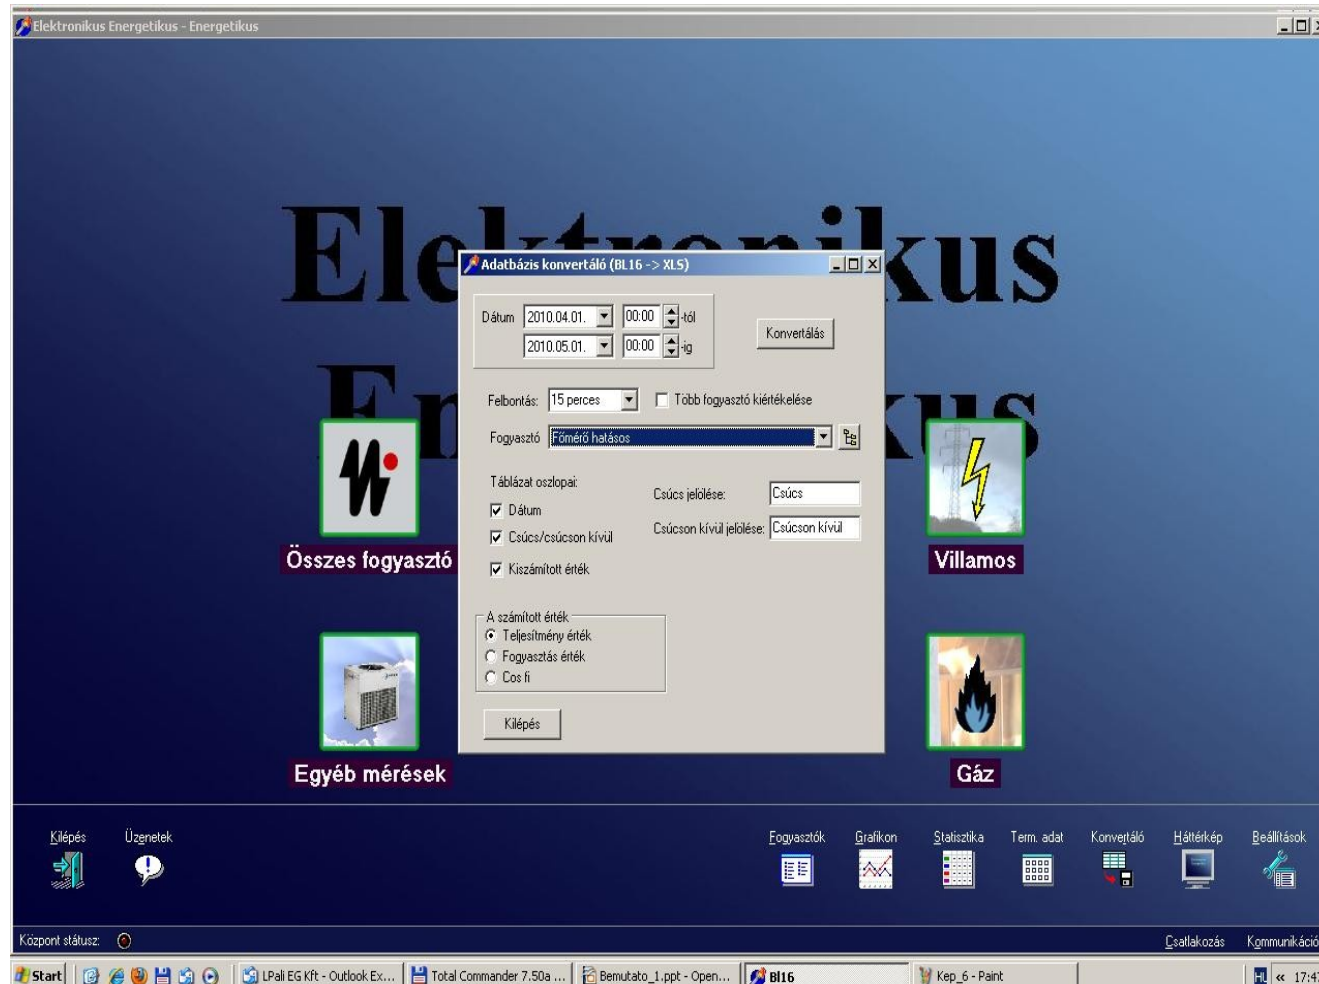 Elektronikus Energetikus - Energetikus
Elektronikus
Adatbázis konvertáló (BL16 -> XLS)
Dátum 2010.04.01. 00:00 -tól
2010.05.01. 00:00 -ig
Konvertálás
Felbontás: 15 perces Több fogyasztó kiértékelése
Fogyasztó Főmérő hatásos
Táblázat oszlopai:
Dátum
Csúcs/csúcson kívül
Kiszámított érték
Csúcs jelölése: Csúcs
Csúcson kívül jelölése: Csúcson kívül
A számított érték
Teljesítmény érték
Fogyasztás érték
Cos fi
Kilépés
Összes fogyasztó
Villamos
Egyéb mérések
Gáz
Kilépés Üzenetek Fogyasztók Grafikon Statisztika Term. adat Konvertáló Háttérkép Beállítások
Központ státusz: Csatlakozás Kommunikáció
Start LPali EG Kft - Outlook Ex... Total Commander 7.50a ... Bemutato_1.ppt - Open... Bl16 Kep_6 - Paint HU « 17:4